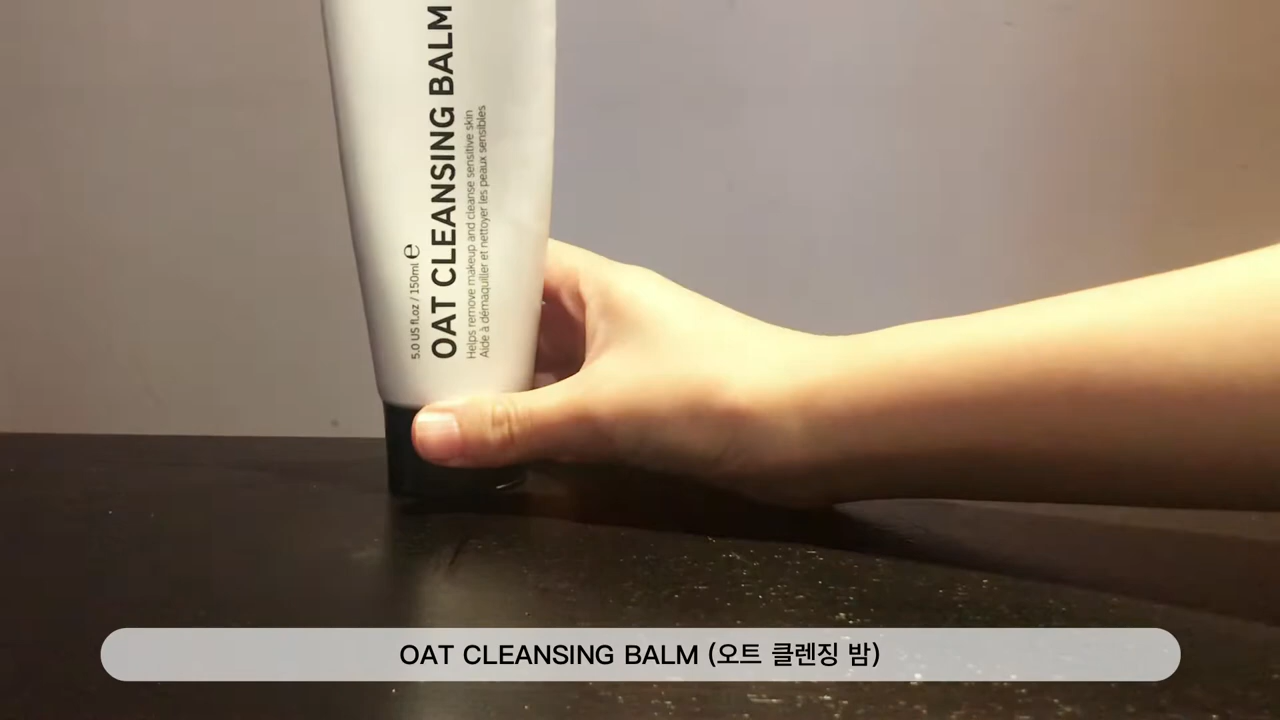 5.0 US fl.oz / 150ml ℮
OAT CLEANSING BALM
Helps remove makeup and cleanse sensitive skin
Aide à démaquiller et nettoyer les peaux sensibles
OAT CLEANSING BALM (오트 클렌징 밤)